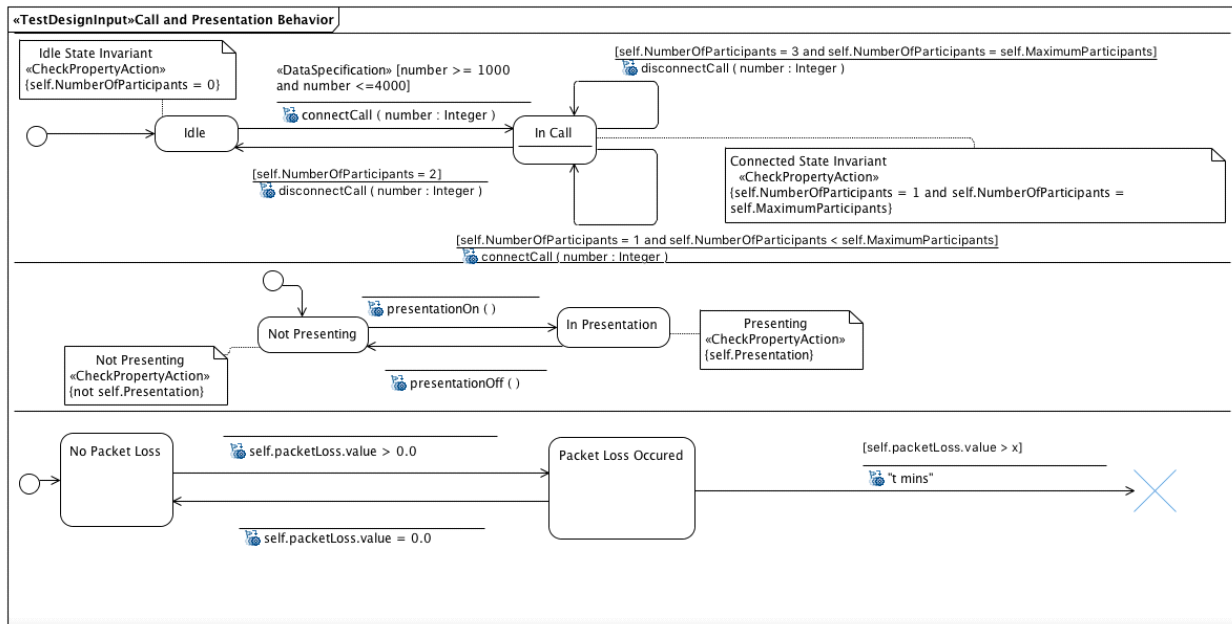 «TestDesignInput»Call and Presentation Behavior
Idle State Invariant
«CheckPropertyAction»
{self.NumberOfParticipants = 0}
«DataSpecification» [number >= 1000
and number <=4000]
connectCall ( number : Integer )
[self.NumberOfParticipants = 3 and self.NumberOfParticipants = self.MaximumParticipants]
disconnectCall ( number : Integer )
Idle
In Call
[self.NumberOfParticipants = 2]
disconnectCall ( number : Integer )
Connected State Invariant
«CheckPropertyAction»
{self.NumberOfParticipants = 1 and self.NumberOfParticipants =
self.MaximumParticipants}
[self.NumberOfParticipants = 1 and self.NumberOfParticipants < self.MaximumParticipants]
connectCall ( number : Integer )
presentationOn ( )
Not Presenting
In Presentation
Presenting
«CheckPropertyAction»
{self.Presentation}
Not Presenting
«CheckPropertyAction»
{not self.Presentation}
presentationOff ( )
No Packet Loss
self.packetLoss.value > 0.0
Packet Loss Occured
[self.packetLoss.value > x]
"t mins"
self.packetLoss.value = 0.0